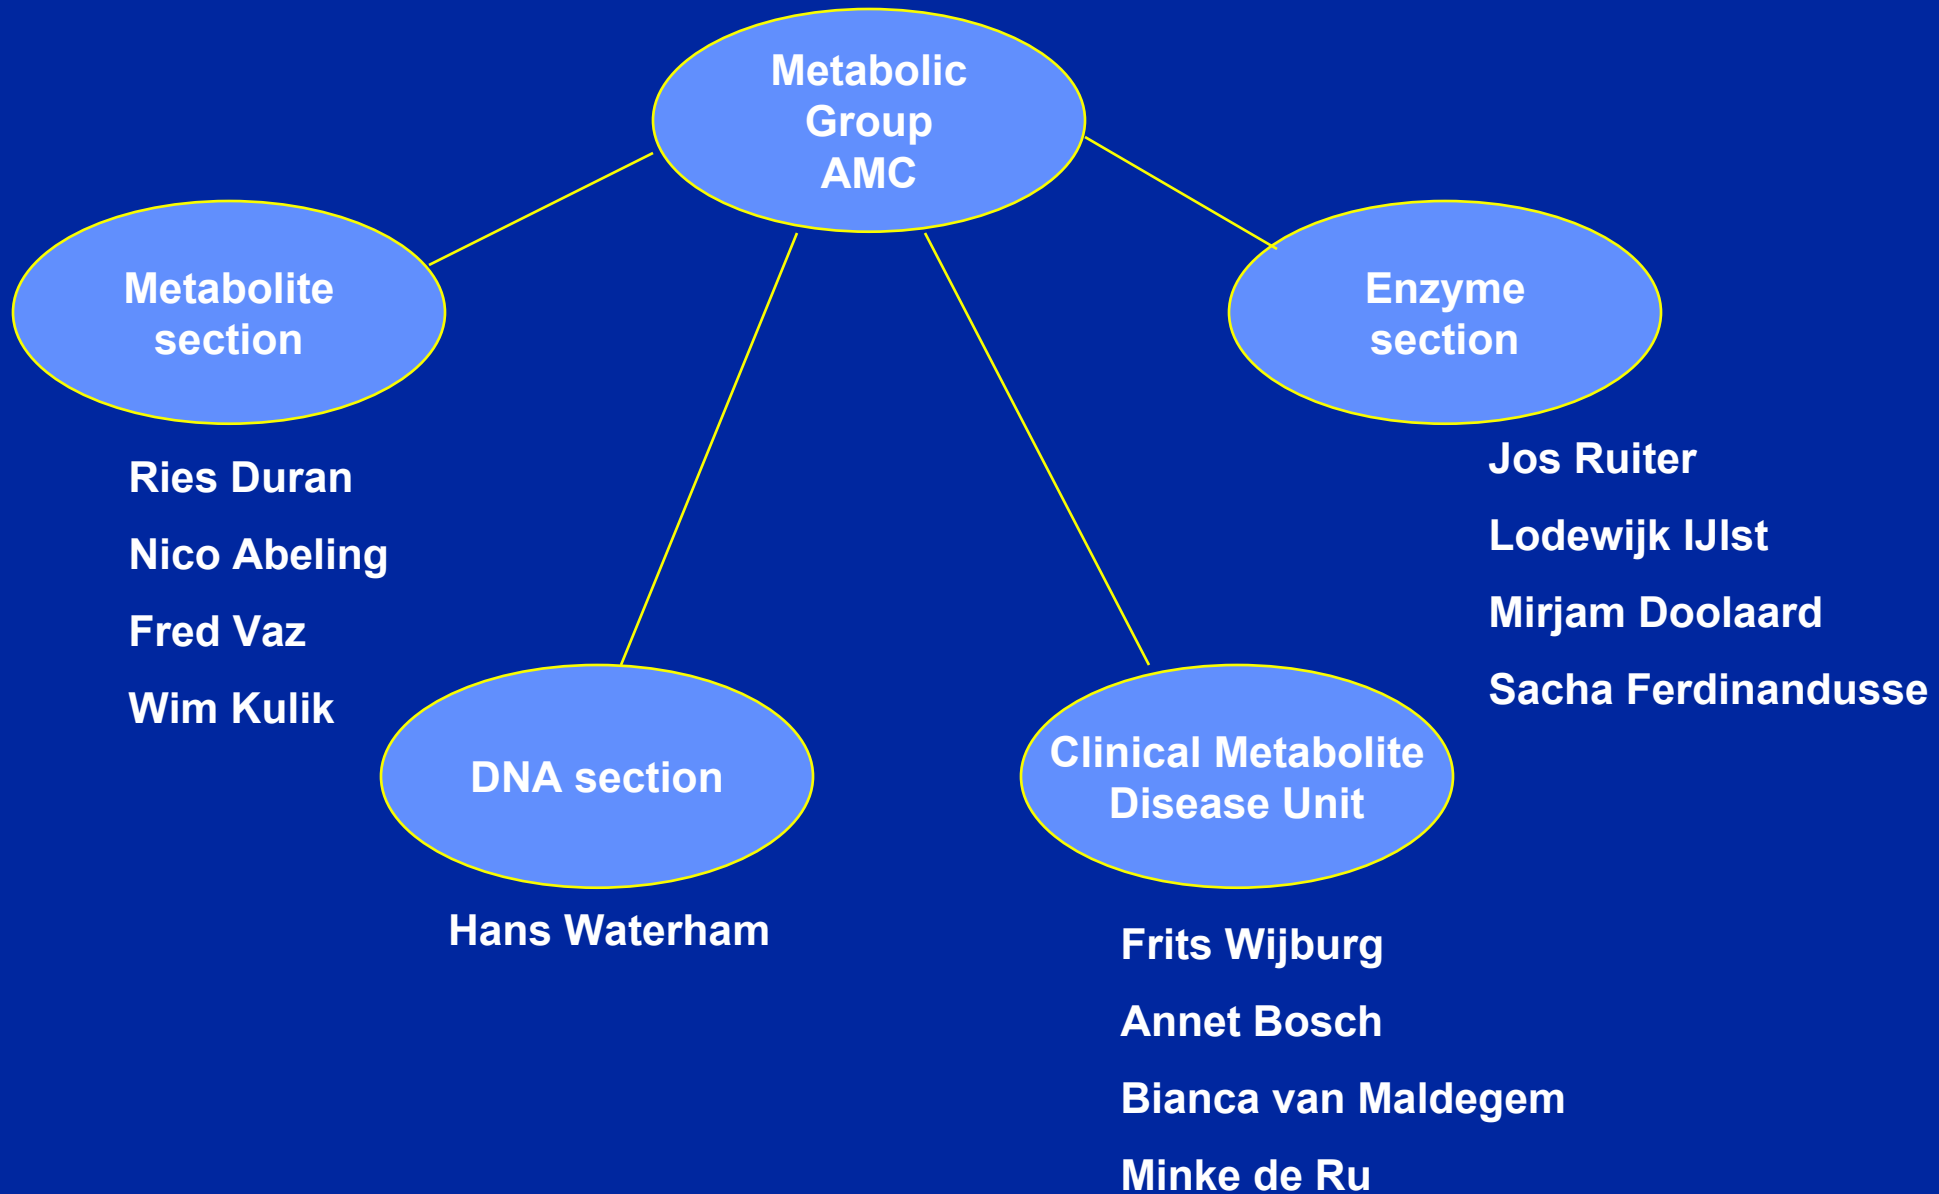 Metabolic
Group
AMC
Metabolite
section
Enzyme
section
Ries Duran
Nico Abeling
Fred Vaz
Wim Kulik
Jos Ruiter
Lodewijk IJlst
Mirjam Doolaard
Sacha Ferdinandusse
DNA section
Clinical Metabolite
Disease Unit
Hans Waterham
Frits Wijburg
Annet Bosch
Bianca van Maldegem
Minke de Ru